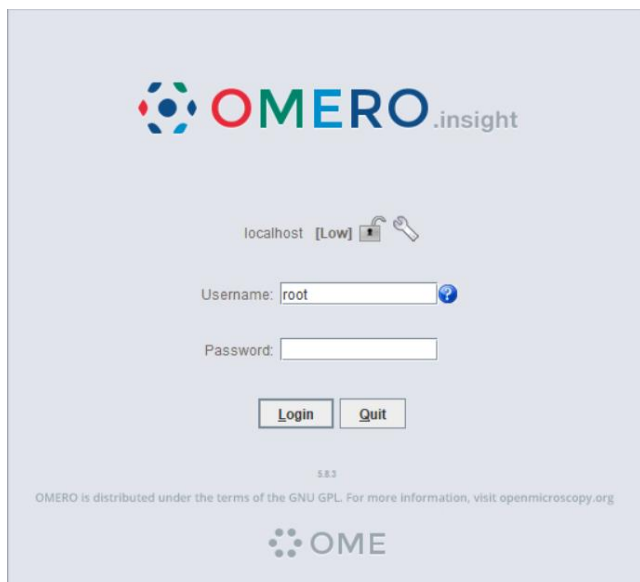 OMERO.insight
localhost [Low]
Username: root
Password:
Login Quit
5.8.3
OMERO is distributed under the terms of the GNU GPL. For more information, visit openmicroscopy.org
OME